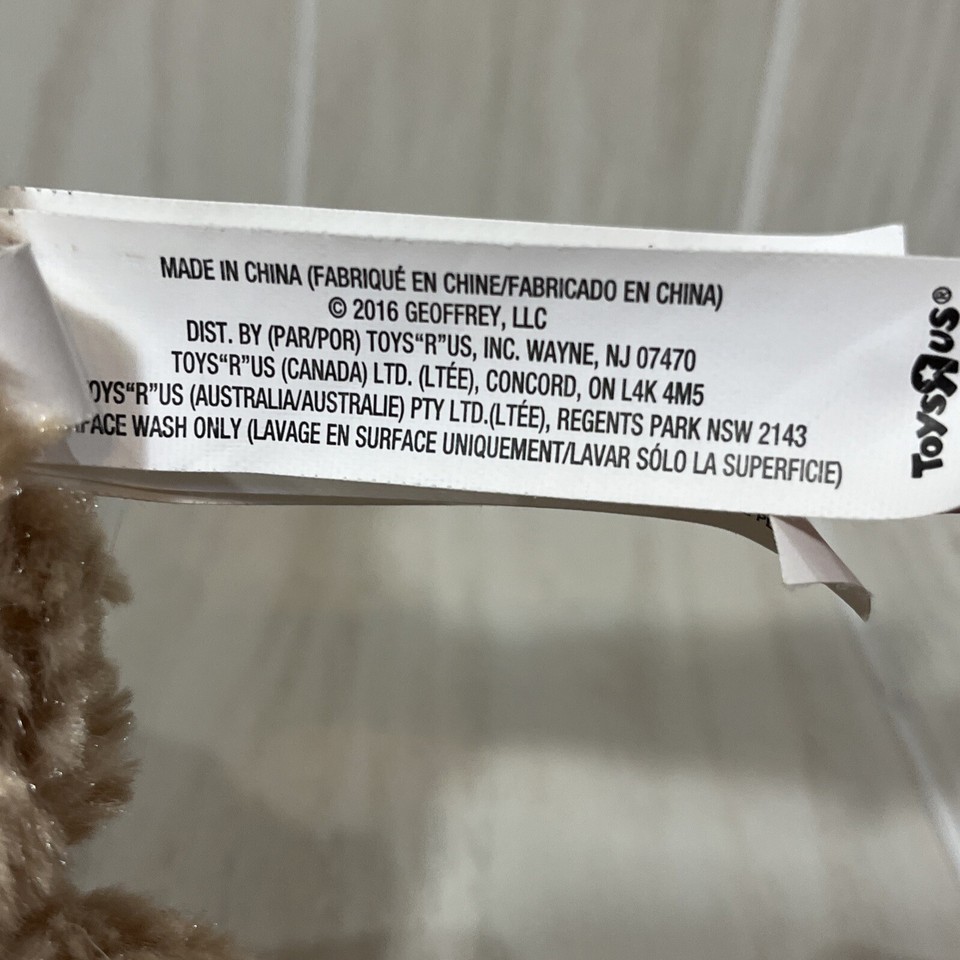 MADE IN CHINA (FABRIQUÉ EN CHINE/FABRICADO EN CHINA)
© 2016 GEOFFREY, LLC
DIST. BY (PAR/POR) TOYS“R”US, INC. WAYNE, NJ 07470
TOYS“R”US (CANADA) LTD. (LTÉE), CONCORD, ON L4K 4M5
OYS“R”US (AUSTRALIA/AUSTRALIE) PTY LTD.(LTÉE), REGENTS PARK NSW 2143
FACE WASH ONLY (LAVAGE EN SURFACE UNIQUEMENT/LAVAR SÓLO LA SUPERFICIE)
TOYSRUS®